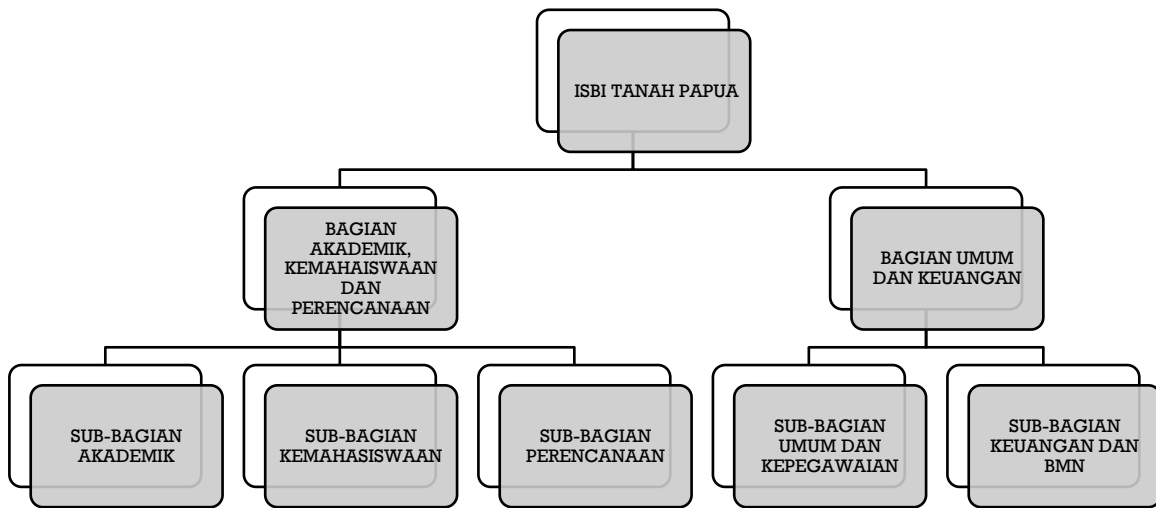 ISBI TANAH PAPUA
BAGIAN
AKADEMIK,
KEMAHAISWAAN
DAN
PERENCANAAN
BAGIAN UMUM
DAN KEUANGAN
SUB-BAGIAN
AKADEMIK
SUB-BAGIAN
KEMAHASISWAAN
SUB-BAGIAN
PERENCANAAN
SUB-BAGIAN
UMUM DAN
KEPEGAWAIAN
SUB-BAGIAN
KEUANGAN DAN
BMN